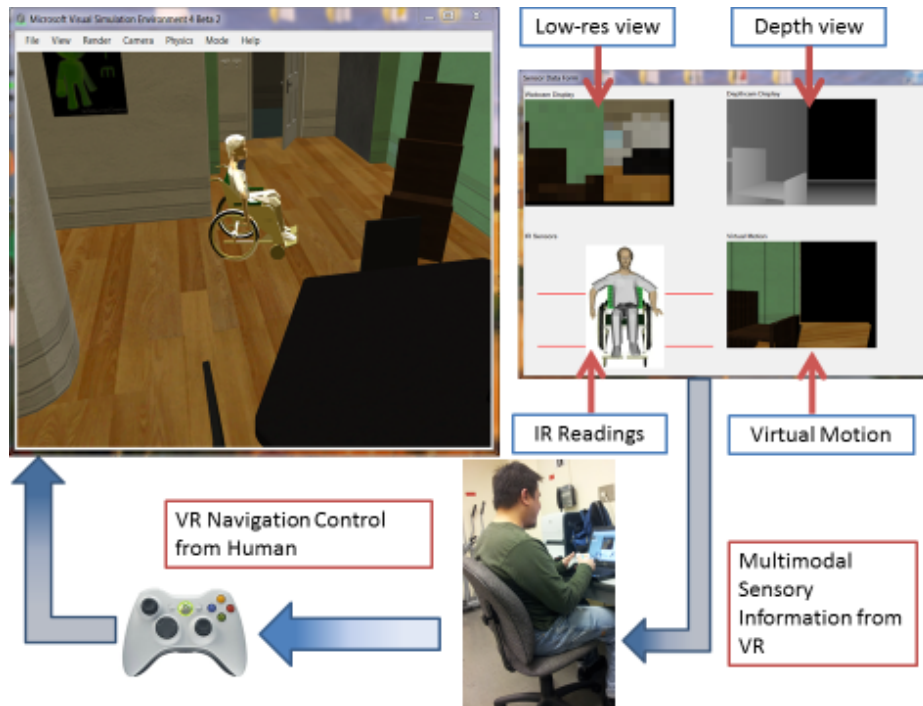 Microsoft Visual Simulation Environment 4 Beta 2
File View Render Camera Physics Mode Help
Low-res view
Depth view
Sensor Data Form
Webcam Display
Depthcam Display
IR Sensors
Virtual Motion
IR Readings
Virtual Motion
VR Navigation Control
from Human
Multimodal
Sensory
Information from
VR